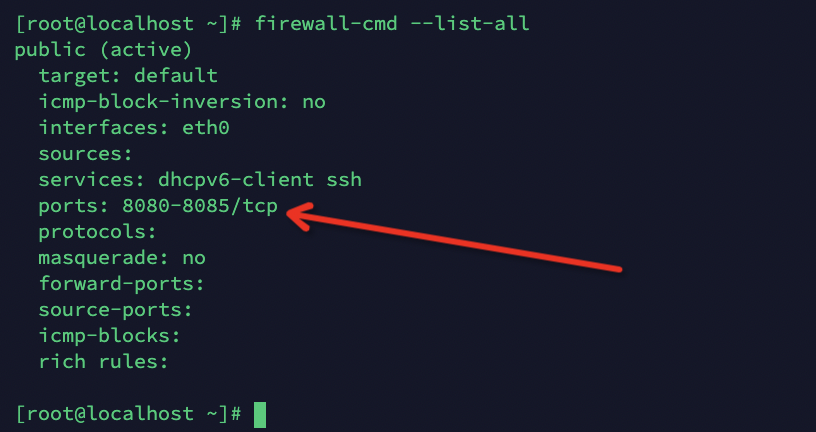 [root@localhost ~]# firewall-cmd --list-all
public (active)
  target: default
  icmp-block-inversion: no
  interfaces: eth0
  sources:
  services: dhcpv6-client ssh
  ports: 8080-8085/tcp
  protocols:
  masquerade: no
  forward-ports:
  source-ports:
  icmp-blocks:
  rich rules:
[root@localhost ~]#